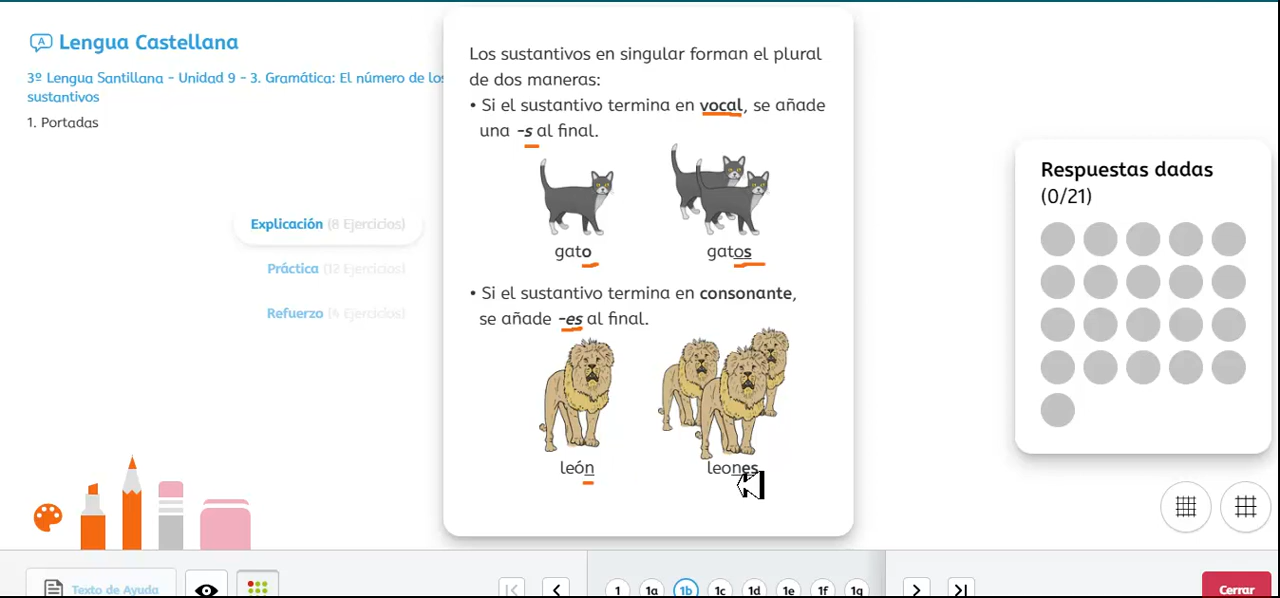 Lengua Castellana
3º Lengua Santillana - Unidad 9 - 3. Gramática: El número de los
sustantivos
1. Portadas
Explicación (8 Ejercicios)
Práctica (12 Ejercicios)
Refuerzo (4 Ejercicios)
Los sustantivos en singular forman el plural
de dos maneras:
• Si el sustantivo termina en vocal, se añade
una -s al final.
gato gatos
• Si el sustantivo termina en consonante,
se añade -es al final.
león leones
Respuestas dadas
(0/21)
Texto de Ayuda
1 1a 1b 1c 1d 1e 1f 1g
Cerrar